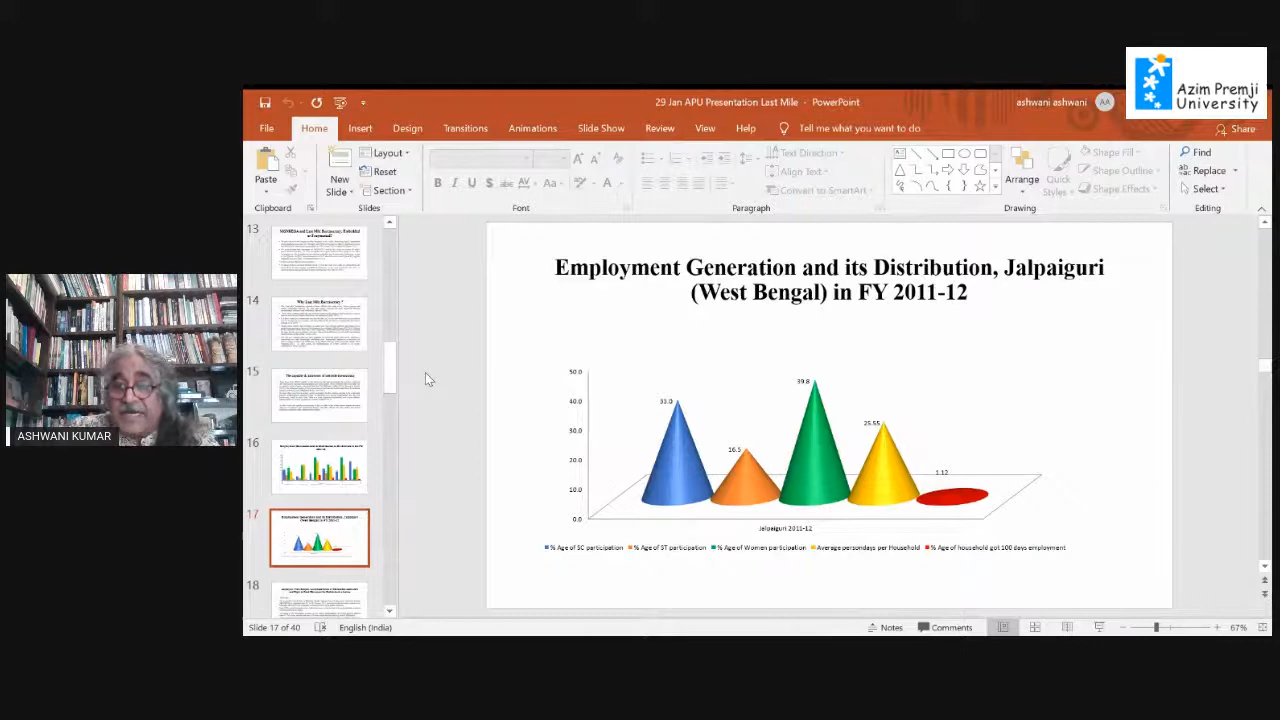 Azim Premji
University
29 Jan APU Presentation Last Mile - PowerPoint
ashwani ashwani
AA
File Home Insert Design Transitions Animations Slide Show Review View Help Tell me what you want to do
Share
Paste
New
Slide
Layout
Reset
Section
Text Direction
Align Text
Convert to SmartArt
Arrange
Quick
Styles
Shape Fill
Shape Outline
Shape Effects
Find
Replace
Select
Clipboard Slides Font Paragraph Drawing Editing
13
14
Why Last Mile Bureaucracy?
15
16
17
18
Employment Generation and its Distribution, Jalpaiguri
(West Bengal) in FY 2011-12
50.0
40.0
30.0
20.0
10.0
0.0
33.0
16.5
39.8
25.55
1.12
Jalpaiguri 2011-12
% Age of SC participation % Age of ST participation % Age of Women participation Average persondays per Household % Age of household got 100 days employment
ASHWANI KUMAR
Slide 17 of 40 English (India) Notes Comments 67%